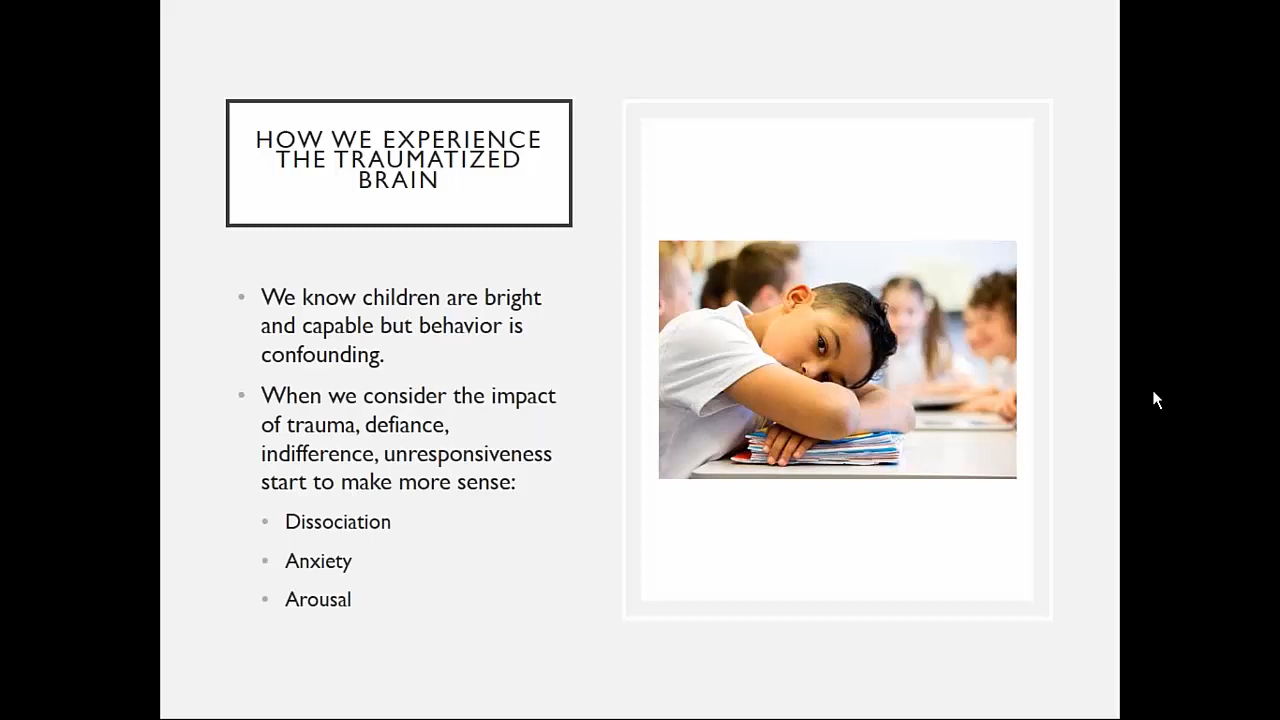 HOW WE EXPERIENCE
THE TRAUMATIZED
BRAIN
• We know children are bright
and capable but behavior is
confounding.
• When we consider the impact
of trauma, defiance,
indifference, unresponsiveness
start to make more sense:
• Dissociation
• Anxiety
• Arousal